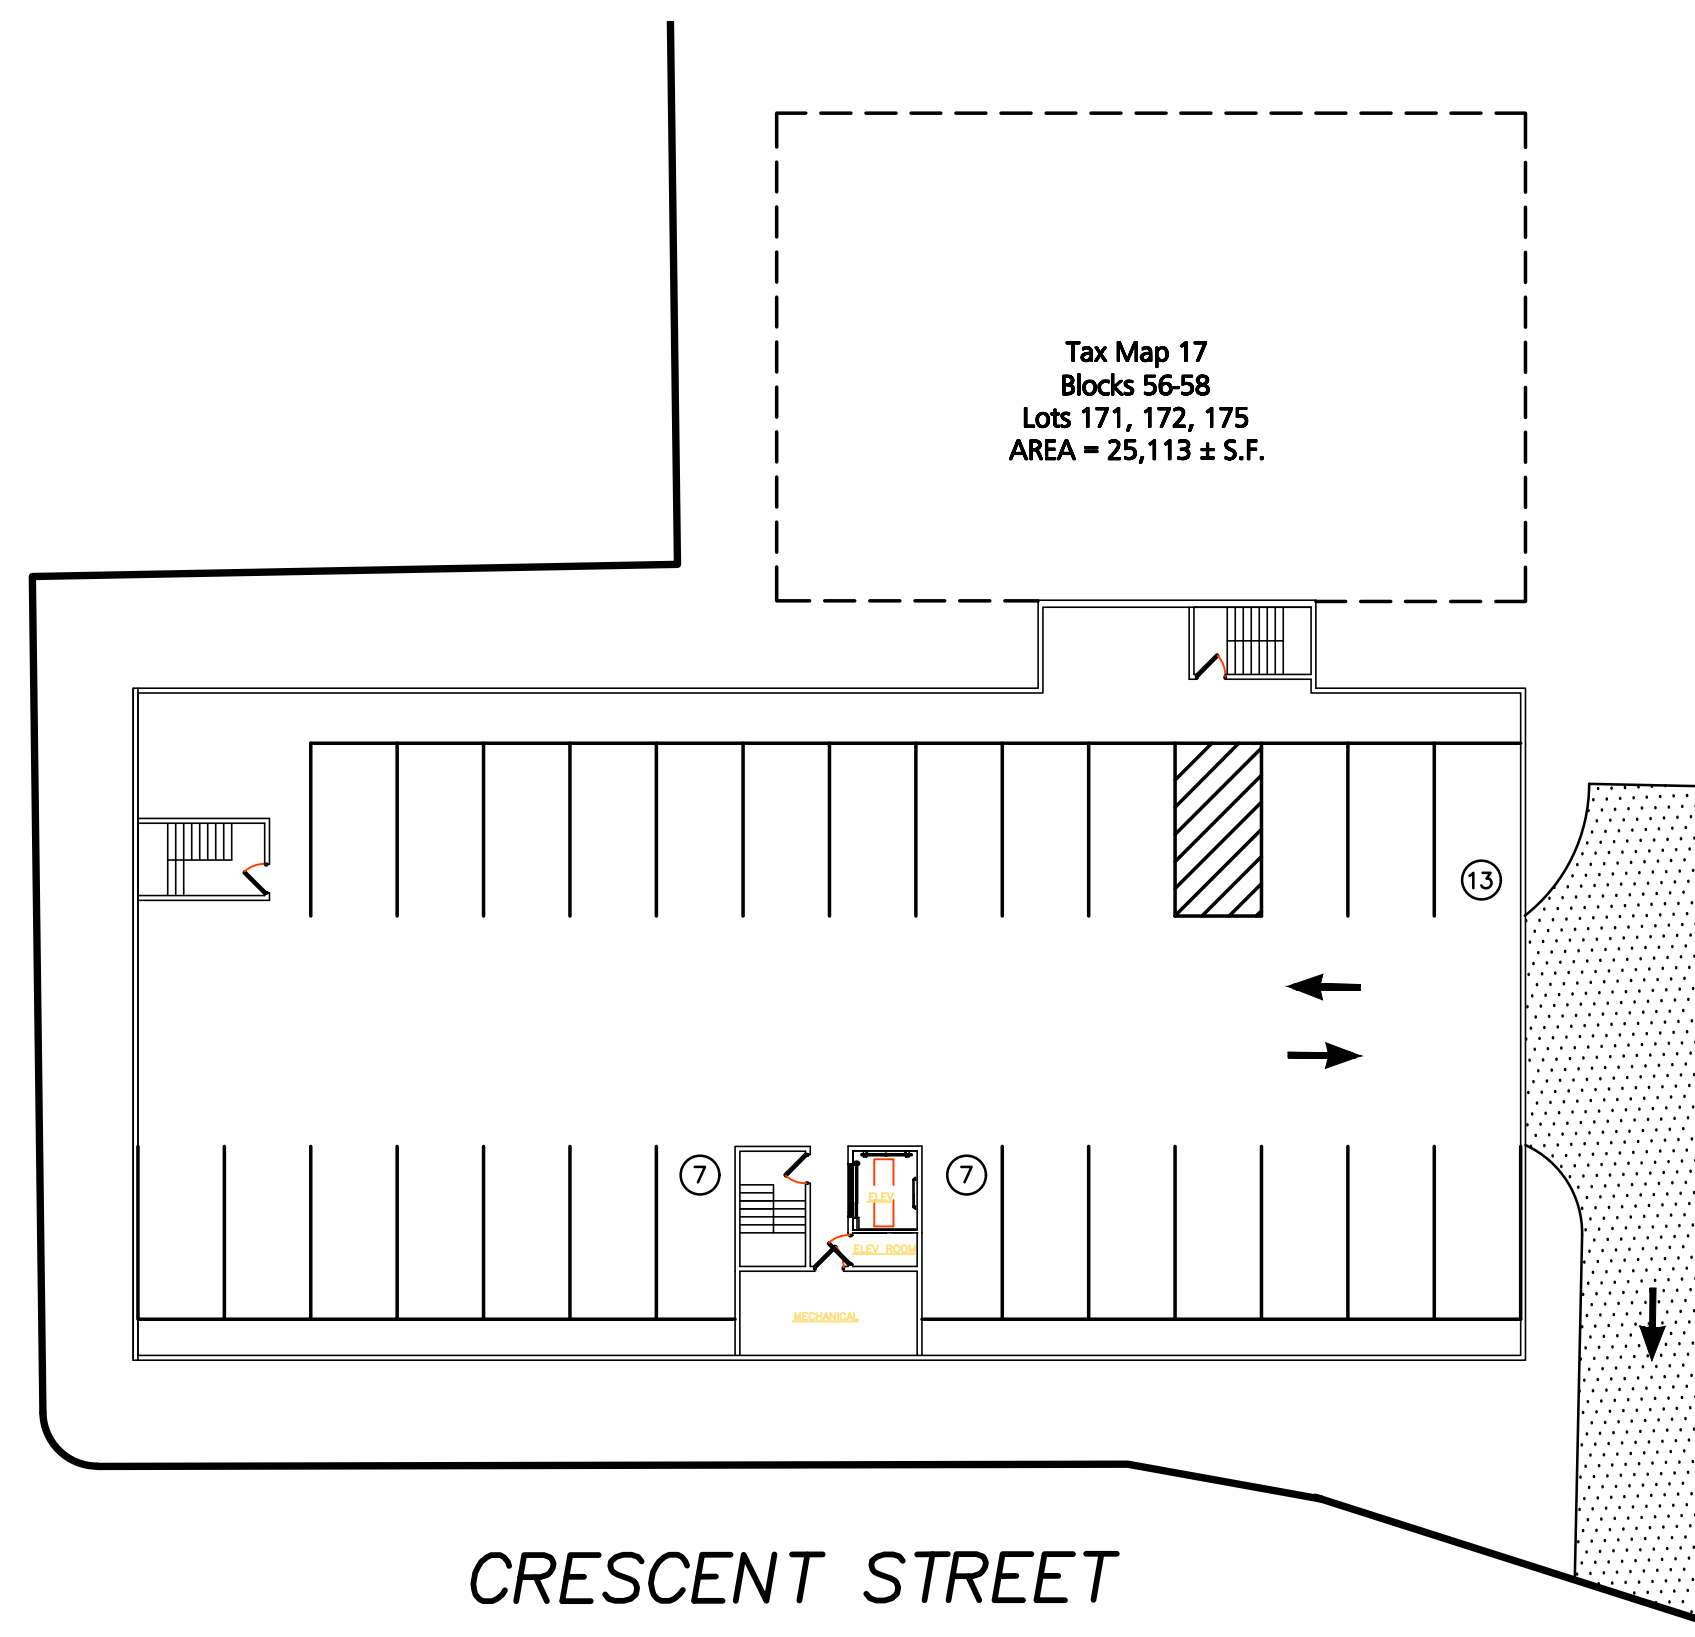 Tax Map 17
Blocks 56-58
Lots 171, 172, 175
AREA = 25,113 ± S.F.
13
7
7
ELEV
ELEV ROOM
MECHANICAL
CRESCENT STREET